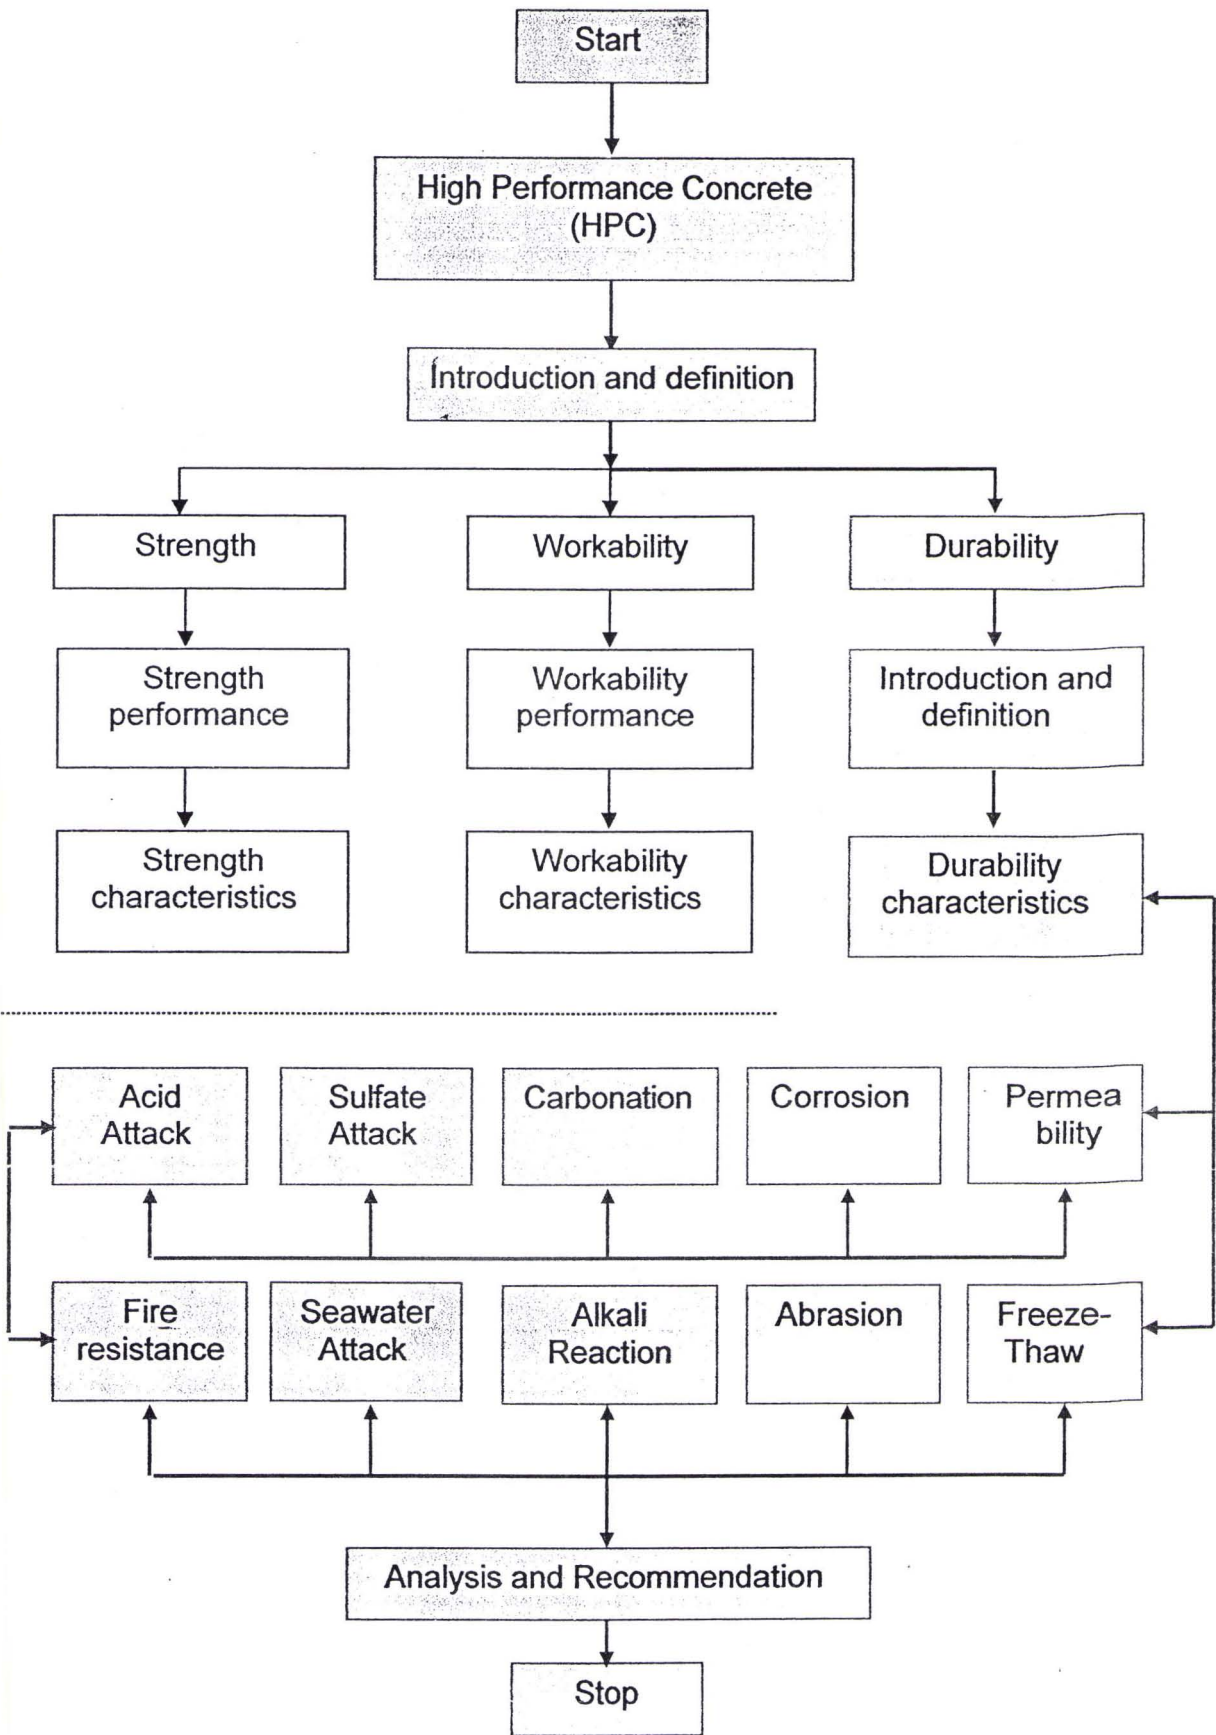 Start
High Performance Concrete
(HPC)
Introduction and definition
Strength
Workability
Durability
Strength
performance
Workability
performance
Introduction and
definition
Strength
characteristics
Workability
characteristics
Durability
characteristics
Acid
Attack
Sulfate
Attack
Carbonation
Corrosion
Permea
bility
Fire
resistance
Seawater
Attack
Alkali
Reaction
Abrasion
Freeze-
Thaw
Analysis and Recommendation
Stop